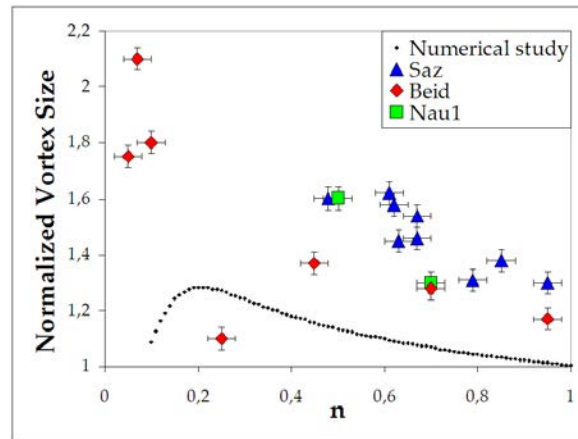 Normalized Vortex Size
2,2
2
1,8
1,6
1,4
1,2
1
0
0,2
0,4
0,6
0,8
1
n
Numerical study
Saz
Beid
Nau1